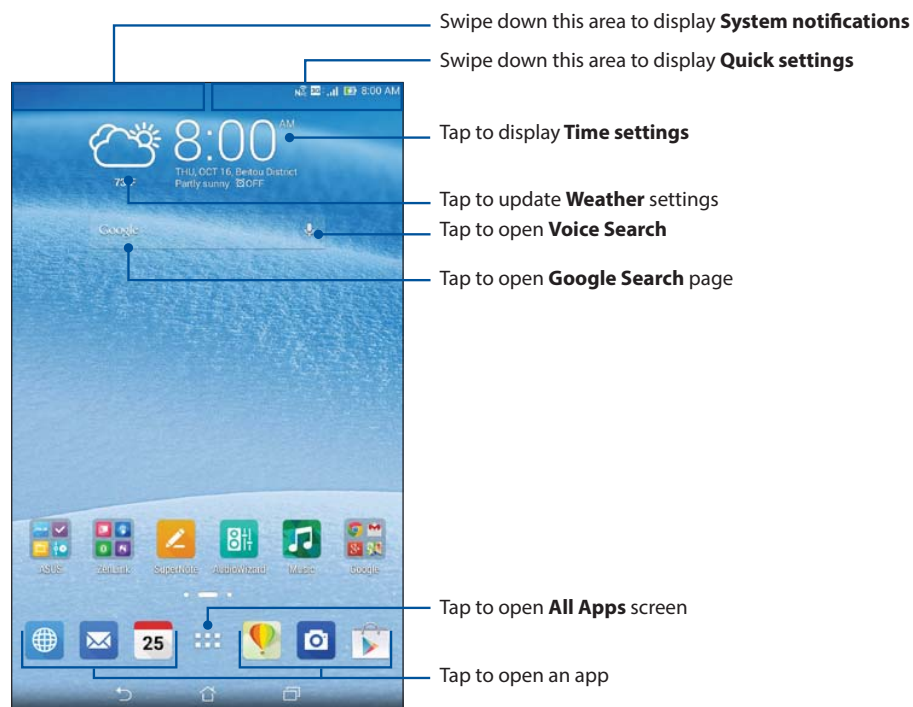 Swipe down this area to display System notifications
Swipe down this area to display Quick settings
3G 8:00 AM
8:00 AM
Tap to display Time settings
THU, OCT 16, Beitou District
Partly sunny OFF
Tap to update Weather settings
Google
Tap to open Voice Search
Tap to open Google Search page
ASUS ZenLink SuperNote AudioWizard Music Google
Tap to open All Apps screen
25
Tap to open an app